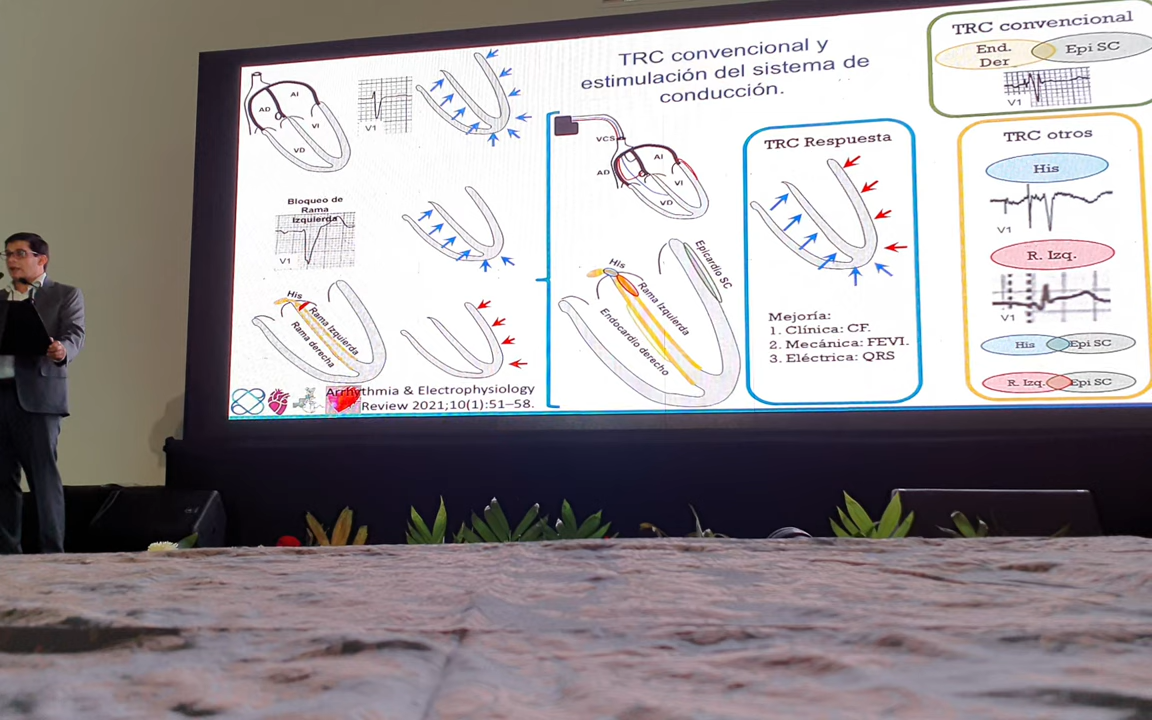 TRC convencional y
estimulación del sistema de
conducción.
AD
AI
VI
VD
V1
Bloqueo de
Rama
Izquierda
V1
His
Rama Izquierda
Rama derecha
Arrhythmia & Electrophysiology
Review 2021;10(1):51–58.
VCS
AD
AI
VI
VD
His
Rama Izquierda
Endocardio derecho
Epicardio SC
TRC Respuesta
Mejoría:
1. Clínica: CF.
2. Mecánica: FEVI.
3. Eléctrica: QRS
TRC convencional
End.
Der
Epi SC
V1
TRC otros
His
V1
R. Izq.
V1
His
Epi SC
R. Izq.
Epi SC